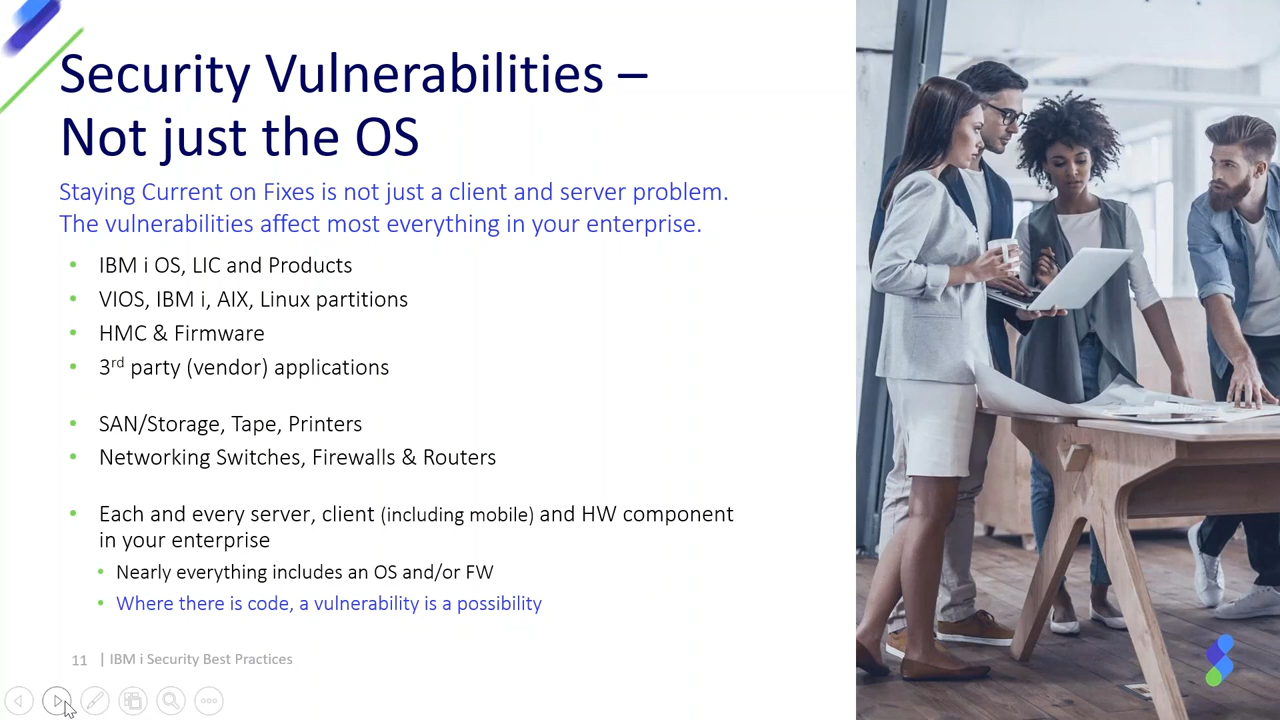 Security Vulnerabilities –
Not just the OS
Staying Current on Fixes is not just a client and server problem.
The vulnerabilities affect most everything in your enterprise.
• IBM i OS, LIC and Products
• VIOS, IBM i, AIX, Linux partitions
• HMC & Firmware
• 3rd party (vendor) applications
• SAN/Storage, Tape, Printers
• Networking Switches, Firewalls & Routers
• Each and every server, client (including mobile) and HW component
in your enterprise
• Nearly everything includes an OS and/or FW
• Where there is code, a vulnerability is a possibility
11 | IBM i Security Best Practices